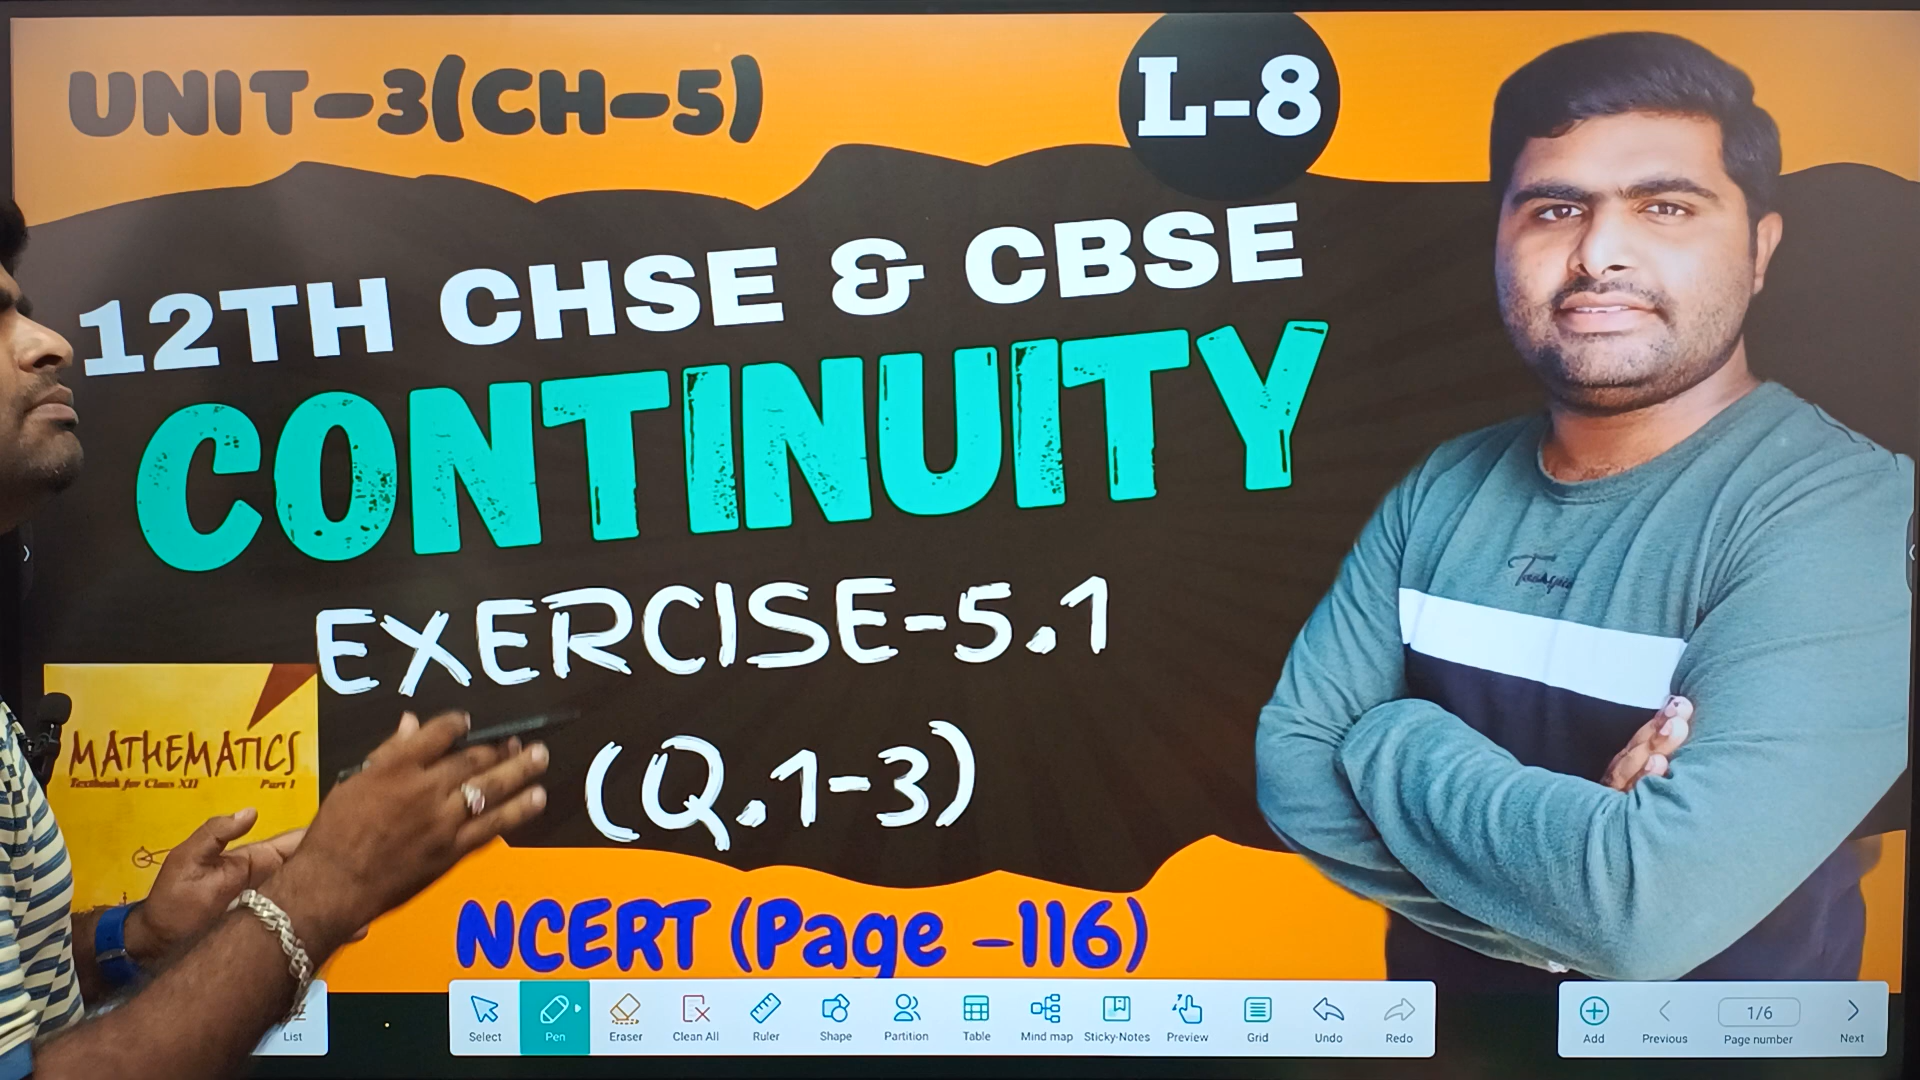 UNIT-3(CH-5)
L-8
12TH CHSE & CBSE
CONTINUITY
EXERCISE-5.1
(Q.1-3)
MATHEMATICS
Textbook for Class XII
Part I
NCERT (Page -116)
List
Select
Pen
Eraser
Clean All
Ruler
Shape
Partition
Table
Mind map
Sticky-Notes
Preview
Grid
Undo
Redo
Add
Previous
1/6
Page number
Next